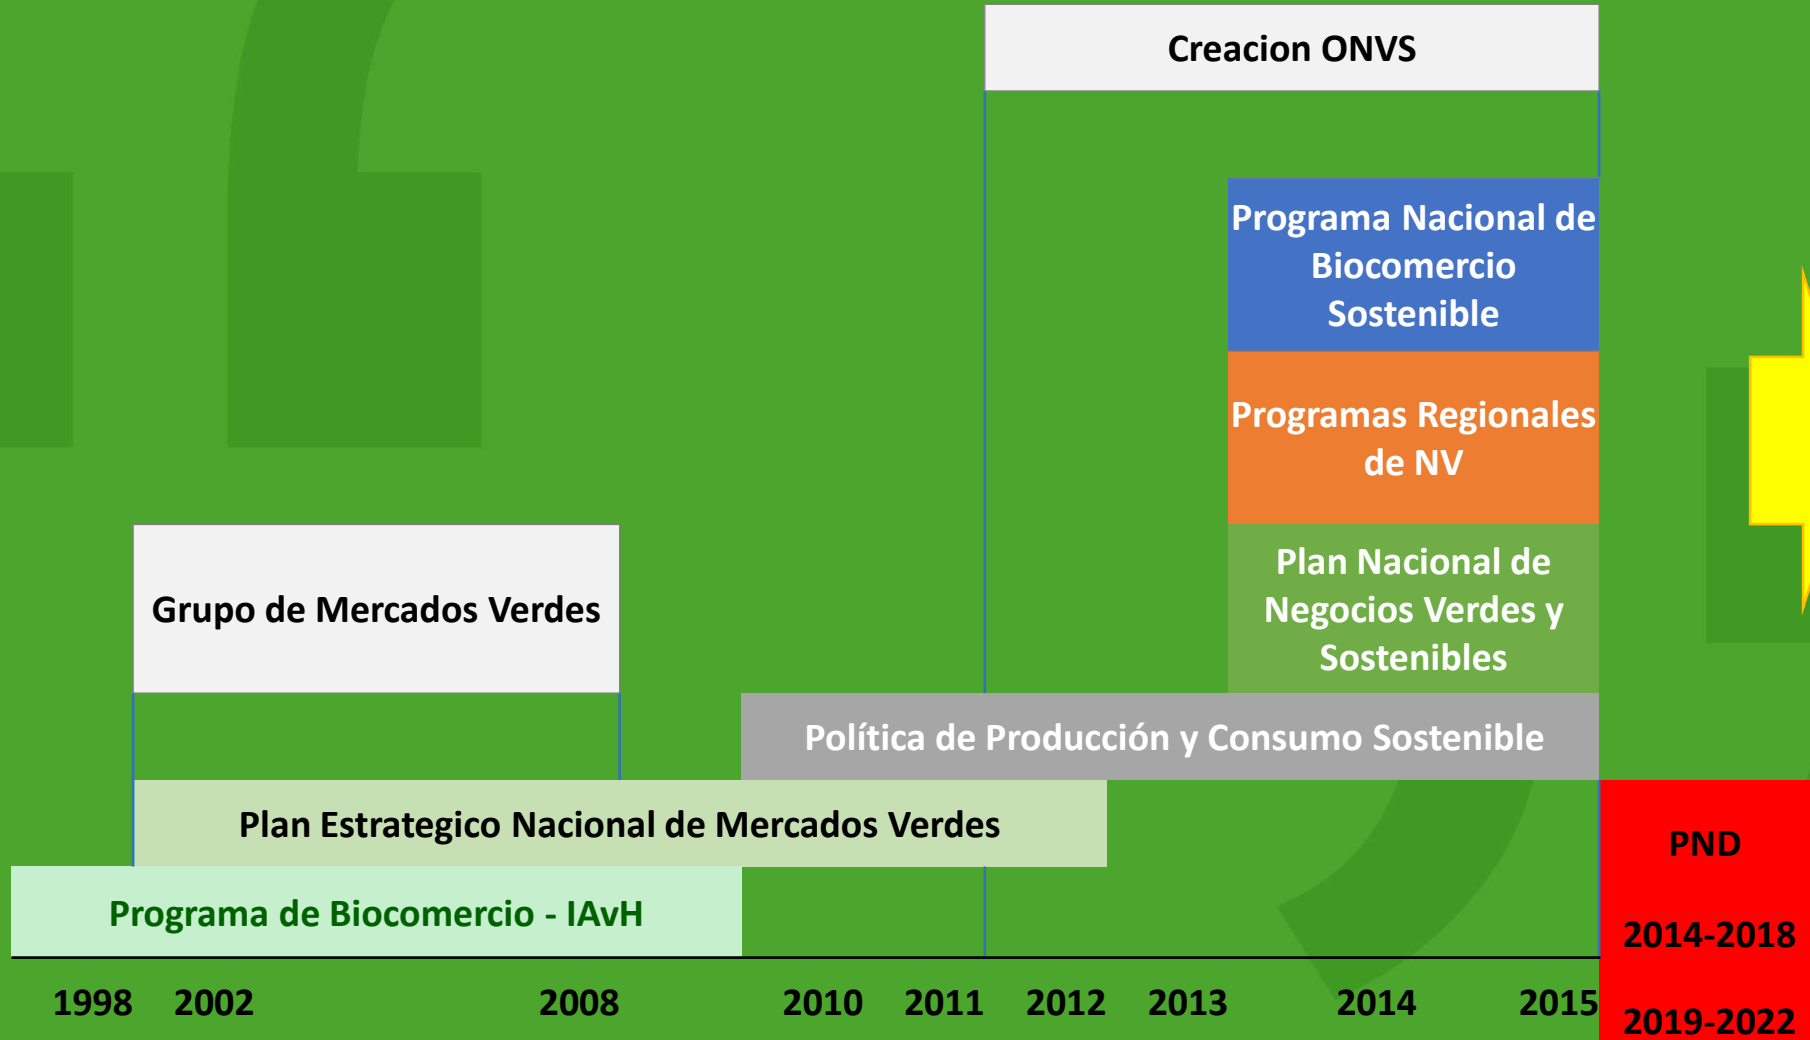 Creacion ONVS
Programa Nacional de
Biocomercio
Sostenible
Programas Regionales
de NV
Plan Nacional de
Negocios Verdes y
Sostenibles
Grupo de Mercados Verdes
Política de Producción y Consumo Sostenible
Plan Estrategico Nacional de Mercados Verdes
Programa de Biocomercio - IAvH
PND
2014-2018
2019-2022
1998 2002 2008 2010 2011 2012 2013 2014 2015